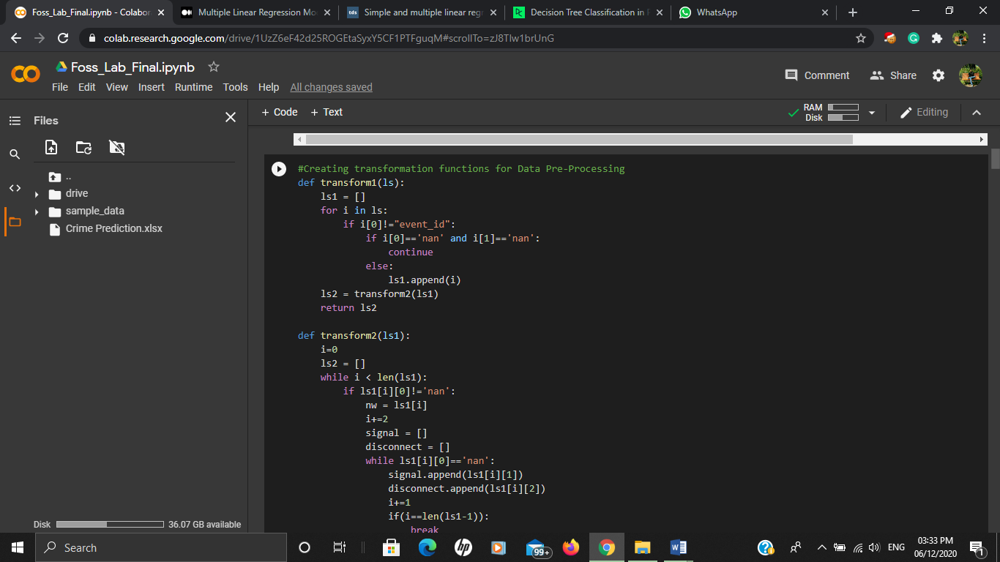 Foss_Lab_Final.ipynb - Colabor
Multiple Linear Regression Mo
tds
Simple and multiple linear regr
DC
Decision Tree Classification in P
WhatsApp
colab.research.google.com/drive/1UzZ6eF42d25ROGEtaSyxY5CF1PTFguqM#scrollTo=zJ8TIw1brUnG
Foss_Lab_Final.ipynb
File Edit View Insert Runtime Tools Help All changes saved
Comment
Share
Files
+ Code + Text
RAM
Disk
Editing
..
drive
sample_data
Crime Prediction.xlsx
#Creating transformation functions for Data Pre-Processing
def transform1(ls):
    ls1 = []
    for i in ls:
        if i[0]!="event_id":
            if i[0]=='nan' and i[1]=='nan':
                continue
            else:
                ls1.append(i)
    ls2 = transform2(ls1)
    return ls2
def transform2(ls1):
    i=0
    ls2 = []
    while i < len(ls1):
        if ls1[i][0]!='nan':
            nw = ls1[i]
            i+=2
            signal = []
            disconnect = []
            while ls1[i][0]=='nan':
                signal.append(ls1[i][1])
                disconnect.append(ls1[i][2])
                i+=1
                if(i==len(ls1-1)):
                    break
Disk
36.07 GB available
Search
hp
99+
W
ENG
03:33 PM
06/12/2020
1